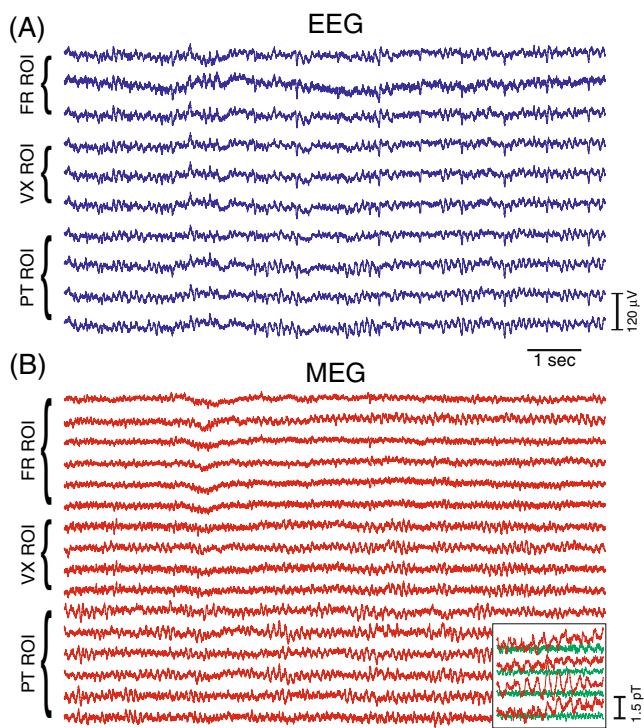 (A)
EEG
FR ROI
VX ROI
PT ROI
120 µV
1 sec
(B)
MEG
FR ROI
VX ROI
PT ROI
1.5 pT